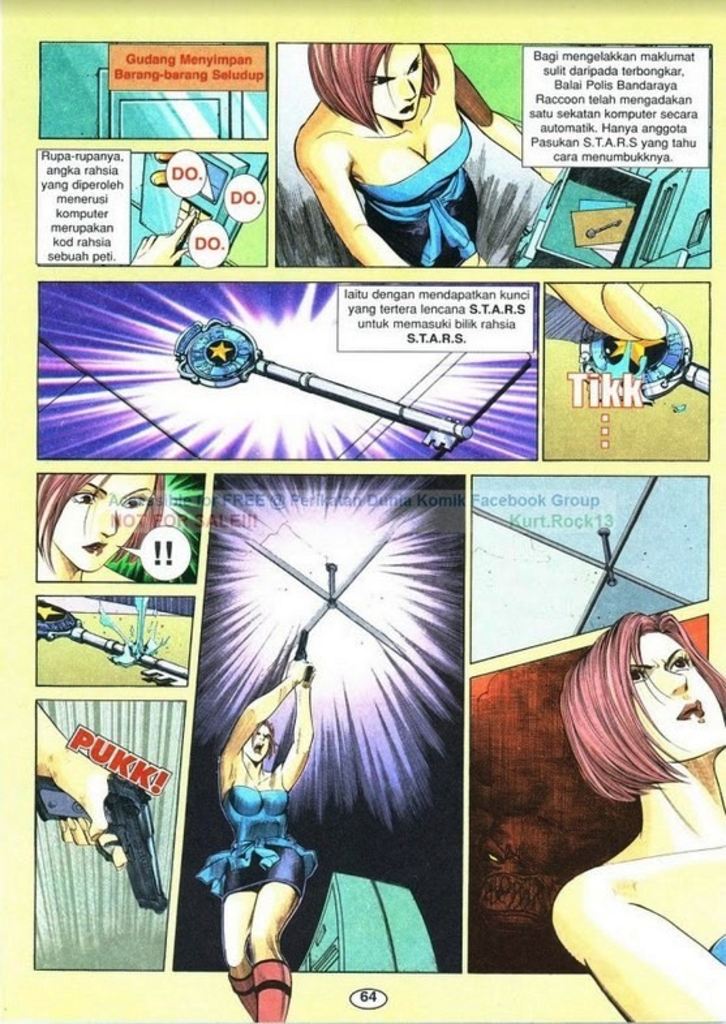 Gudang Menyimpan
Barang-barang Seludup
Bagi mengelakkan maklumat
sulit daripada terbongkar,
Balai Polis Bandaraya
Raccoon telah mengadakan
satu sekatan komputer secara
automatik. Hanya anggota
Pasukan S.T.A.R.S yang tahu
cara menumbukknya.
Rupa-rupanya,
angka rahsia
yang diperoleh
menerusi
komputer
merupakan
kod rahsia
sebuah peti.
DO.
DO.
DO.
Iaitu dengan mendapatkan kunci
yang tertera lencana S.T.A.R.S
untuk memasuki bilik rahsia
S.T.A.R.S.
Tikk
...
Accessible for FREE @ Perikatan Dunia Komik Facebook Group
NOT FOR SALE!!!
Kurt.Rock13
!!
PUKK!
64